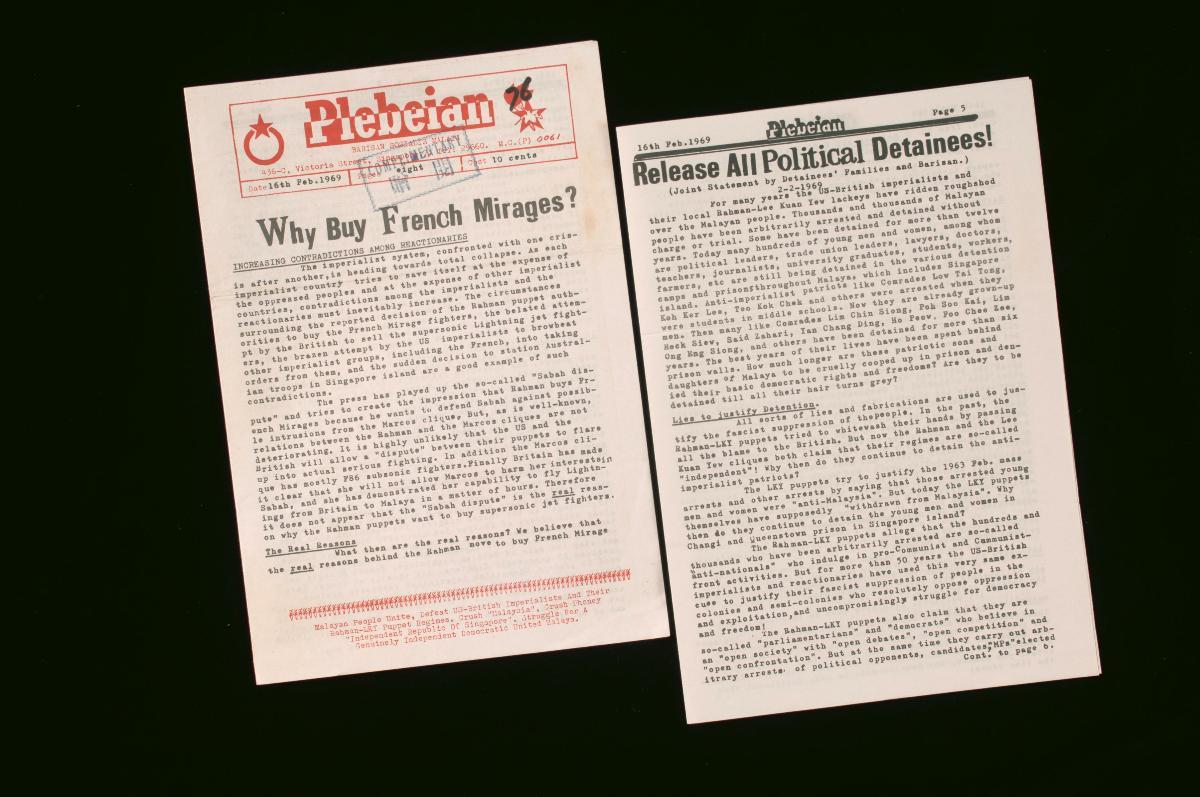 Plebeian
76
BARISAN SOSIALIS MALAYA
436-C, Victoria Street, Singapore 29660. M.C.(P) 0061
Date 16th Feb.1969 Pages eight Cost 10 cents
COMPLIMENTARY
Why Buy French Mirages?
INCREASING CONTRADICTIONS AMONG REACTIONARIES
The imperialist system, confronted with one cris-
is after another,is heading towards total collapse. As each
imperialist country tries to save itself at the expense of
the oppressed peoples and at the expense of other imperialist
countries, contradictions among the imperialists and the
reactionaries must inevitably increase. The circumstances
surrounding the reported decision of the Rahman puppet auth-
orities to buy the French Mirage fighters, the belated attem-
pt by the British to sell the supersonic Lightning jet fight-
ers, the brazen attempt by the US imperialists to browbeat
other imperialist groups, including the French, into taking
orders from them, and the sudden decision to station Austral-
ian troops in Singapore island are a good example of such
contradictions.
The press has played up the so-called "Sabah dis-
pute" and tries to create the impression that Rahman buys Fr-
ench Mirages because he wants to defend Sabah against possib-
le intrusions from the Marcos clique, But, as is well-known,
relations between the Rahman and the Marcos cliques are not
deteriorating. It is highly unlikely that the US and the
British will allow a "dispute" between their puppets to flare
up into actual serious fighting. In addition the Marcos cli-
que has mostly F86 subsonic fighters.Finally Britain has made
it clear that she will not allow Marcos to harm her interestsin
Sabah, and she has demonstrated her capability to fly Lightn-
ings from Britain to Malaya in a matter of hours. Therefore
it does not appear that the "Sabah dispute" is the real reas-
on why the Rahman puppets want to buy supersonic jet fighters.
The Real Reasons
What then are the real reasons? We believe that
the real reasons behind the Rahman move to buy French Mirage
Malayan People Unite, Defeat US-British Imperialists And Their
Rahman-LKY Puppet Regimes. Crush "Malaysia", Crush Phoney
"Independent Republic Of Singapore". Struggle For A
Genuinely Independent Democratic United Malaya.
16th Feb.1969 Plebeian Page 5
Release All Political Detainees!
(Joint Statement by Detainees' Families and Barisan.)
2-2-1969
For many years the US-British imperialists and
their local Rahman-Lee Kuan Yew lackeys have ridden roughshod
over the Malayan people. Thousands and thousands of Malayan
people have been arbitrarily arrested and detained without
charge or trial. Some have been detained for more than twelve
years. Today many hundreds of young men and women, among whom
are political leaders, trade union leaders, lawyers, doctors,
teachers, journalists, university graduates, students, workers,
farmers, etc are still being detained in the various detention
camps and prisonsthroughout Malaya, which includes Singapore
island. Anti-imperialist patriots like Comrades Low Tai Tong,
Koh Ker Les, Teo Kok Chek and others were arrested when they
were students in middle schools. Now they are already grown-up
men. Then many like Comrades Lim Chin Siong, Poh Soo Kai, Lim
Hock Siew, Said Zahari, Yam Chang Ding, Ho Peow, Foo Chee Zee,
Ong Eng Siong, and others have been detained for more than six
years. The best years of their lives have been spent behind
prison walls. How much longer are these patriotic sons and
daughters of Malaya to be cruelly cooped up in prison and den-
ied their basic democratic rights and freedoms? Are they to be
detained till all their hair turns grey?
Lies to justify Detention.
All sorts of lies and fabrications are used to jus-
tify the fascist suppression of thepeople. In the past, the
Rahman-LKY puppets tried to whitewash their hands by passing
all the blame to the British. But now the Rahman and the Lee
Kuan Yew cliques both claim that their regimes are so-called
"independent"! Why then do they continue to detain the anti-
imperialist patriots?
The LKY puppets try to justify the 1963 Feb. mass
arrests and other arrests by saying that those arrested young
men and women were "anti-Malaysia". But today the LKY puppets
themselves have supposedly "withdrawn from Malaysia". Why
then do they continue to detain the young men and women in
Changi and Queenstown prison in Singapore island?
The Rahman-LKY puppets allege that the hundreds and
thousands who have been arbitrarily arrested are so-called
"anti-nationals" who indulge in pro-Communist and Communist-
front activities. But for more than 50 years the US-British
imperialists and reactionaries have used this very same ex-
cuse to justify their fascist suppression of people in the
colonies and semi-colonies who resolutely oppose oppression
and exploitation,and uncompromisingly struggle for democracy
and freedom!
The Rahman-LKY puppets also claim that they are
so-called "parliamentarians" and "democrats" who believe in
an "open society" with "open debates", "open competition" and
"open confrontation". But at the same time they carry out arb-
itrary arrests of political opponents, candidates,"MPs"elected
Cont. to page 6.